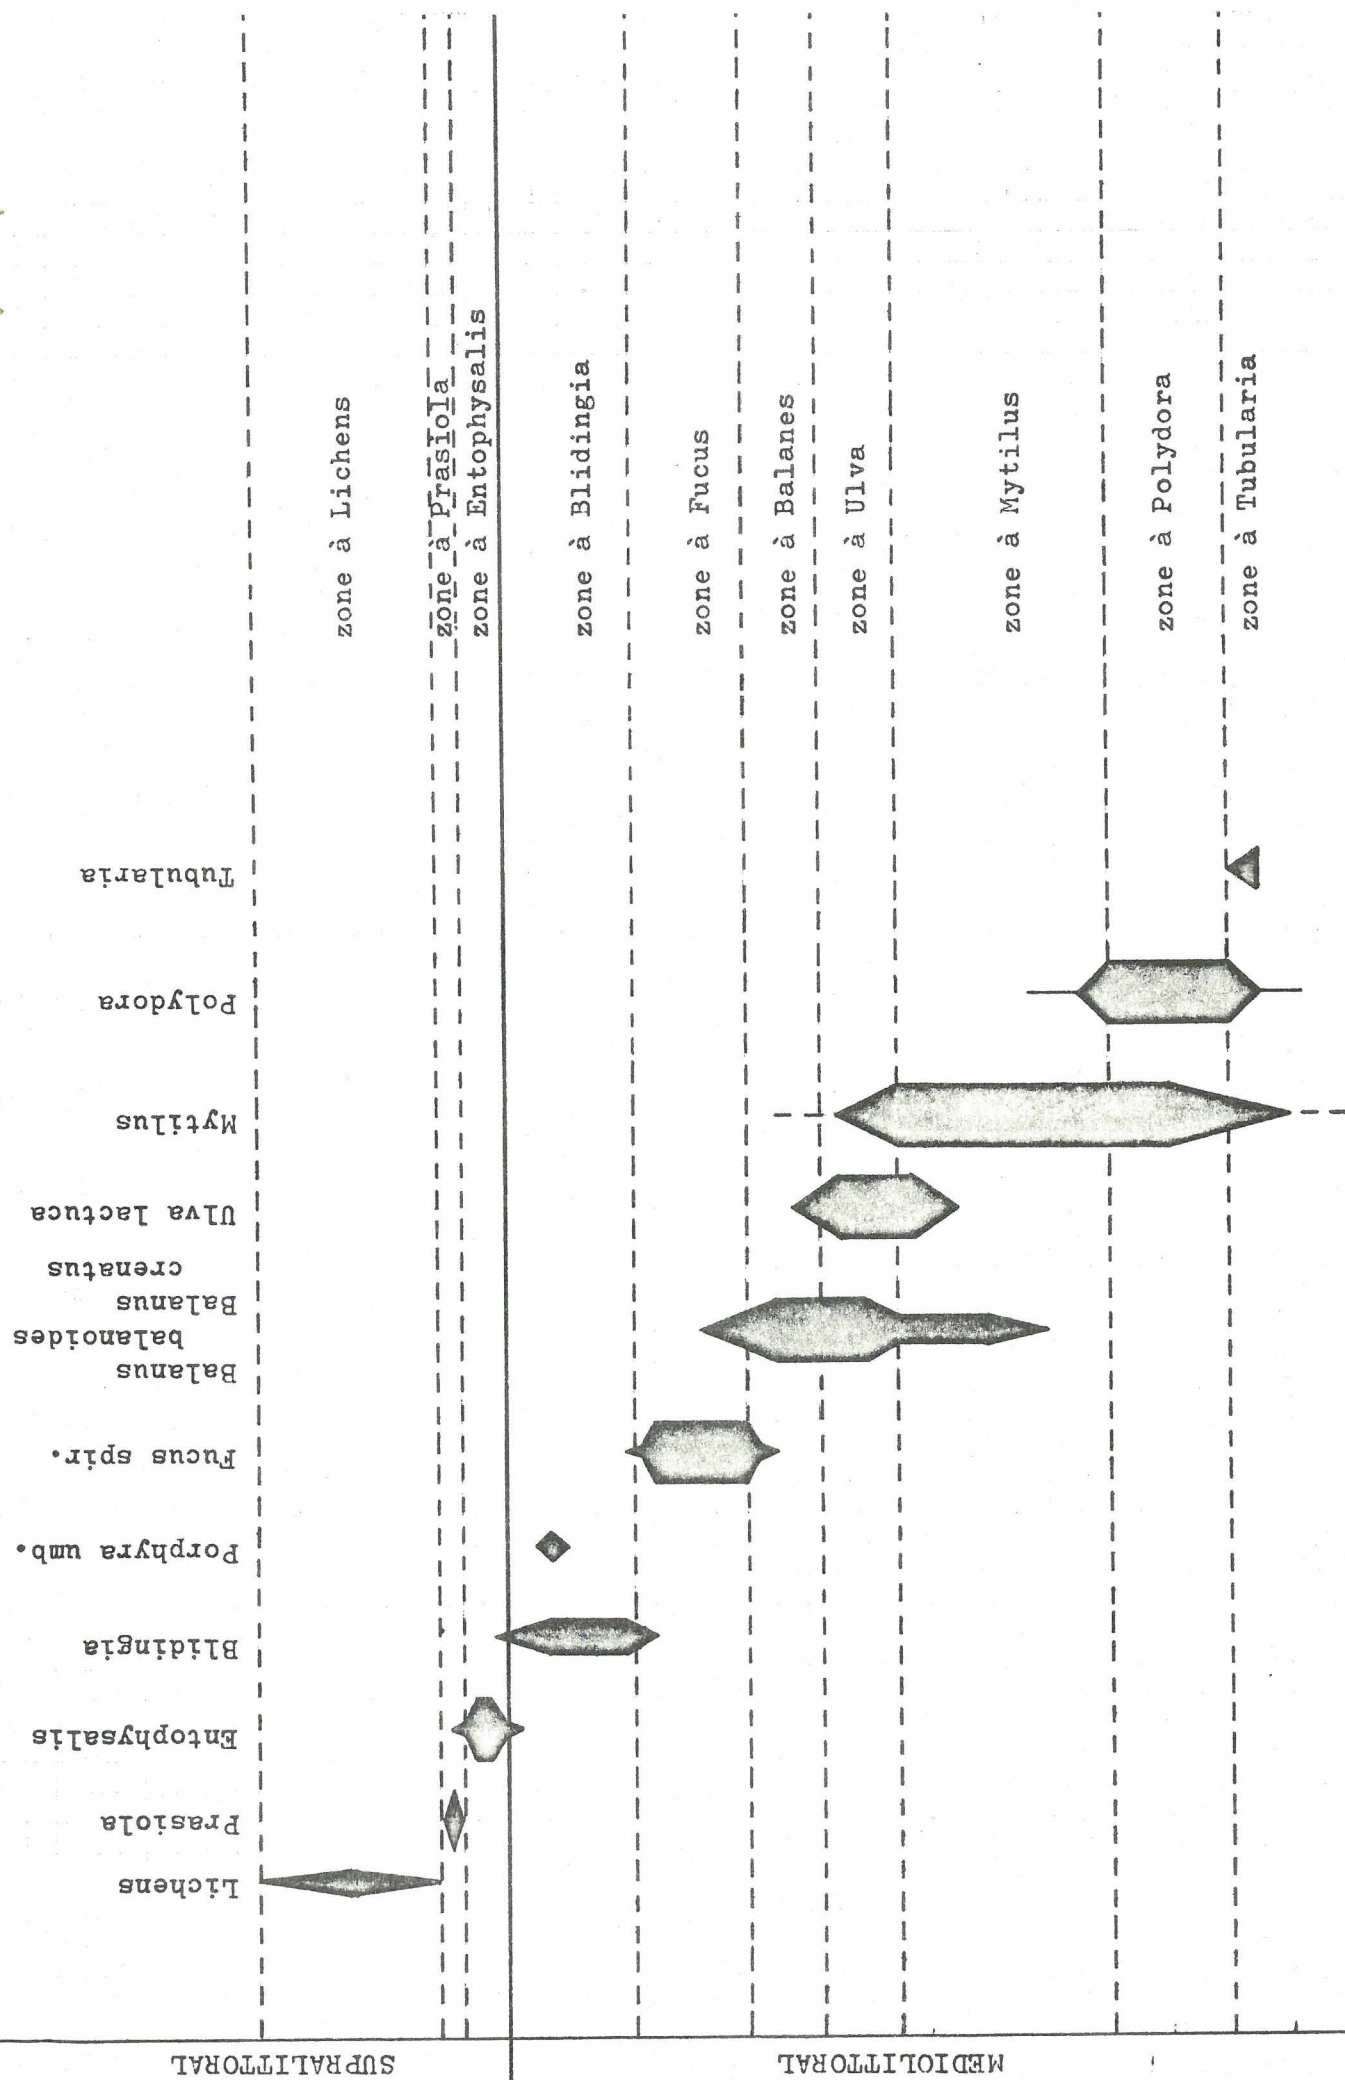 SUPRALITTORAL
MEDIOLITTORAL
Lichens
Prasiola
Entophysalis
Blidingia
Porphyra umb.
Fucus spir.
Balanus
balanoides
Balanus
crenatus
Ulva lactuca
Mytilus
Polydora
Tubularia
zone à Lichens
zone à Prasiola
zone à Entophysalis
zone à Blidingia
zone à Fucus
zone à Balanes
zone à Ulva
zone à Mytilus
zone à Polydora
zone à Tubularia